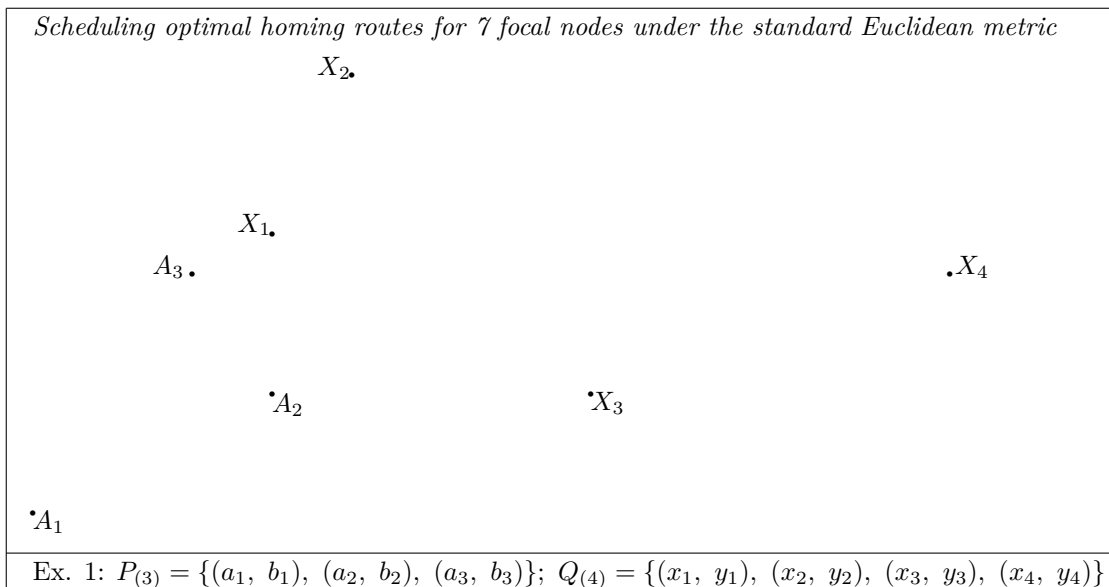 Scheduling optimal homing routes for 7 focal nodes under the standard Euclidean metric
X₂
X₁
A₃
X₄
A₂
X₃
A₁
Ex. 1: P₍₃₎ = {(a₁, b₁), (a₂, b₂), (a₃, b₃)}; Q₍₄₎ = {(x₁, y₁), (x₂, y₂), (x₃, y₃), (x₄, y₄)}